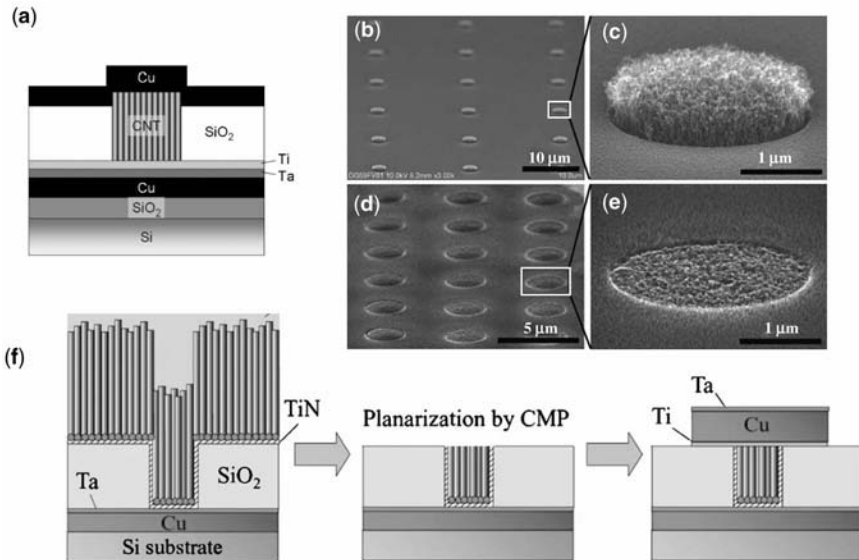 (a)
Cu
CNT
SiO₂
Ti
Ta
Cu
SiO₂
Si
(b)
10 μm
(c)
1 μm
(d)
5 μm
(e)
1 μm
(f)
TiN
SiO₂
Ta
Cu
Si substrate
Planarization by CMP
Ta
Ti
Cu